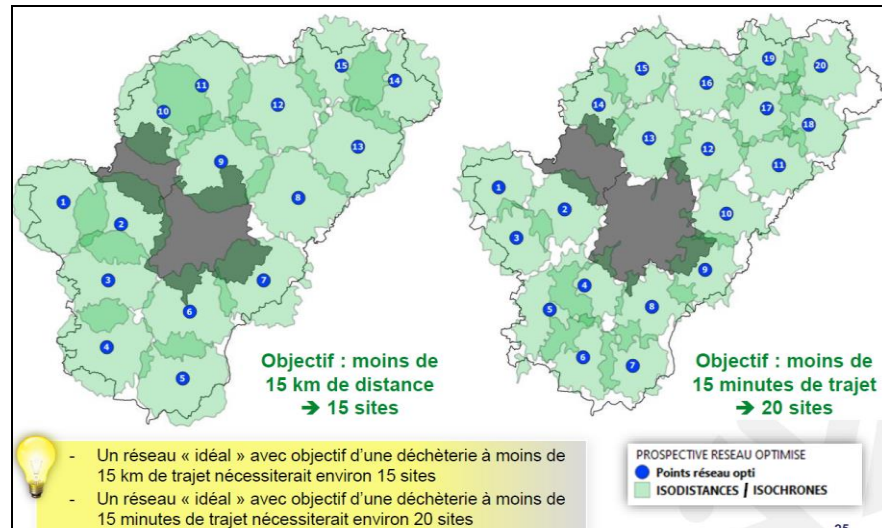 11
15
14
10
12
9
13
1
2
8
3
7
6
4
5
Objectif : moins de
15 km de distance
➔ 15 sites
19
20
15
16
14
17
18
13
12
11
1
2
10
3
9
4
5
8
6
7
Objectif : moins de
15 minutes de trajet
➔ 20 sites
- Un réseau « idéal » avec objectif d'une déchèterie à moins de
15 km de trajet nécessiterait environ 15 sites
- Un réseau « idéal » avec objectif d'une déchèterie à moins de
15 minutes de trajet nécessiterait environ 20 sites
PROSPECTIVE RESEAU OPTIMISE
Points réseau opti
ISODISTANCES / ISOCHRONES
25